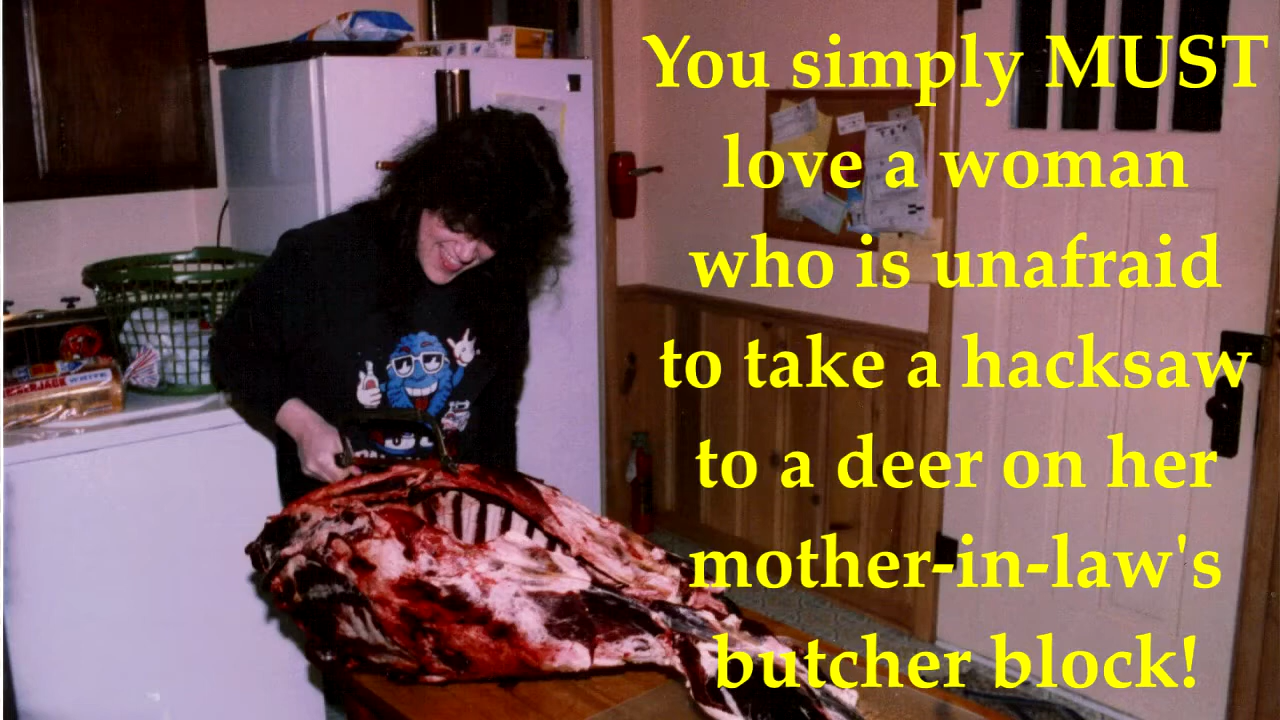 You simply MUST
love a woman
who is unafraid
to take a hacksaw
to a deer on her
mother-in-law's
butcher block!
WHITE